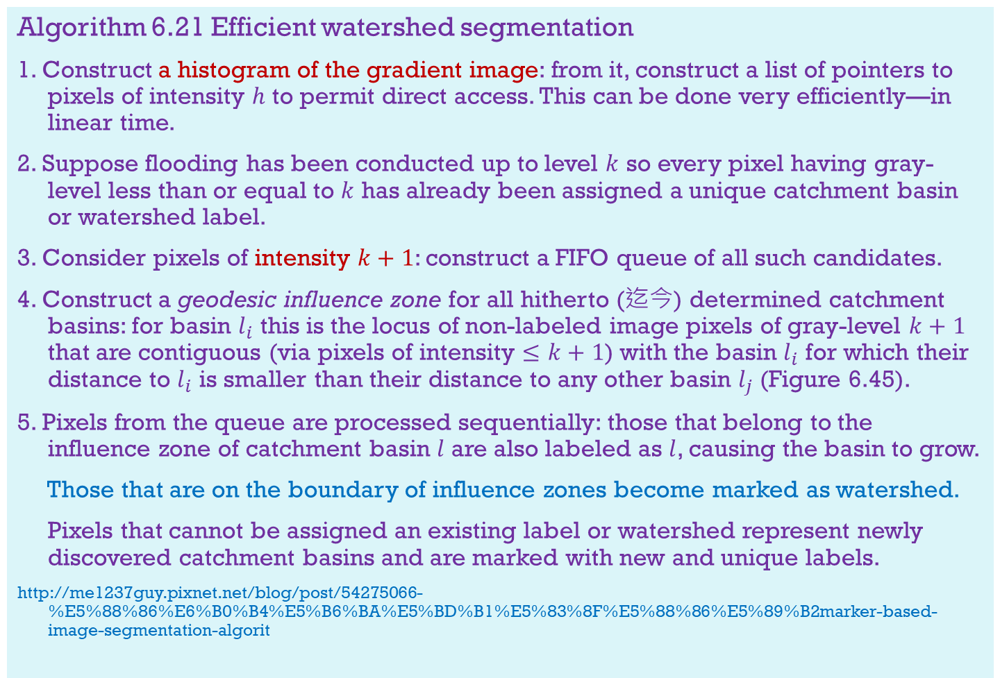 Algorithm 6.21 Efficient watershed segmentation
1. Construct a histogram of the gradient image: from it, construct a list of pointers to
pixels of intensity h to permit direct access. This can be done very efficiently—in
linear time.
2. Suppose flooding has been conducted up to level k so every pixel having gray-
level less than or equal to k has already been assigned a unique catchment basin
or watershed label.
3. Consider pixels of intensity k + 1: construct a FIFO queue of all such candidates.
4. Construct a geodesic influence zone for all hitherto (迄今) determined catchment
basins: for basin lᵢ this is the locus of non-labeled image pixels of gray-level k + 1
that are contiguous (via pixels of intensity ≤ k + 1) with the basin lᵢ for which their
distance to lᵢ is smaller than their distance to any other basin lⱼ (Figure 6.45).
5. Pixels from the queue are processed sequentially: those that belong to the
influence zone of catchment basin l are also labeled as l, causing the basin to grow.
Those that are on the boundary of influence zones become marked as watershed.
Pixels that cannot be assigned an existing label or watershed represent newly
discovered catchment basins and are marked with new and unique labels.
http://me1237guy.pixnet.net/blog/post/54275066-
%E5%88%86%E6%B0%B4%E5%B6%BA%E5%BD%B1%E5%83%8F%E5%88%86%E5%89%B2marker-based-
image-segmentation-algorit